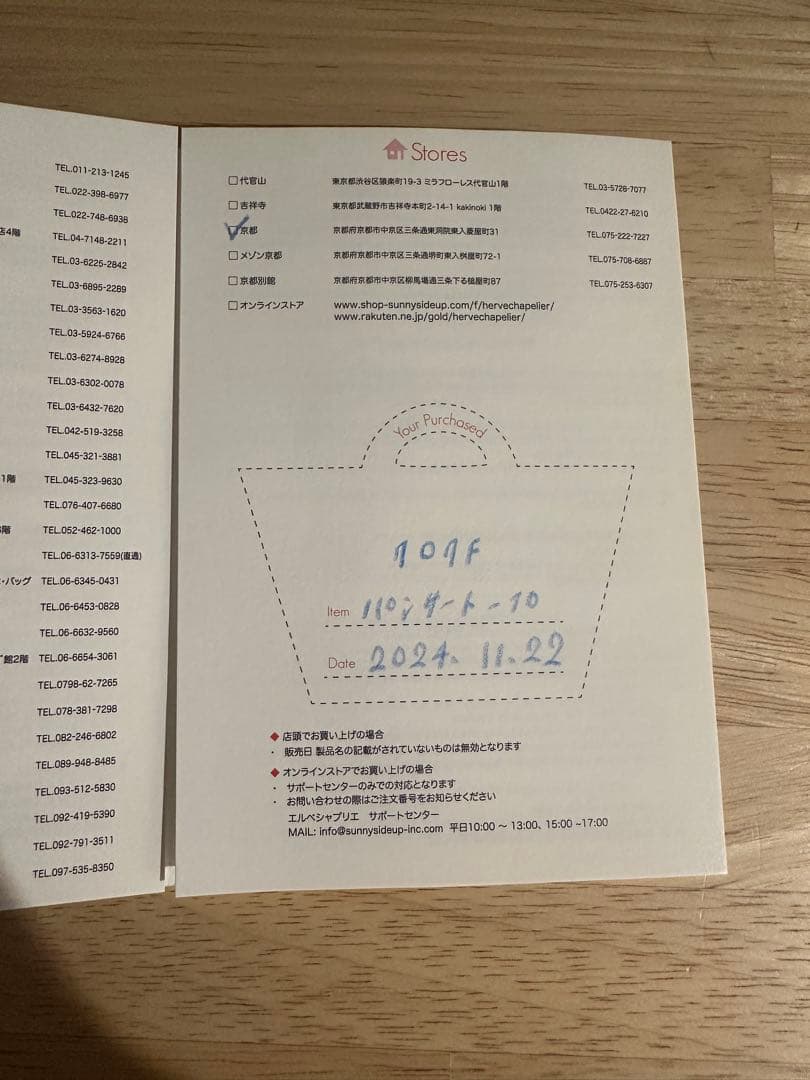 TEL.011-213-1245
TEL.022-398-6977
TEL.022-748-6938
店4階 TEL.04-7148-2211
TEL.03-6225-2842
TEL.03-6895-2289
TEL.03-3563-1620
TEL.03-5924-6766
TEL.03-6274-8928
TEL.03-6302-0078
TEL.03-6432-7620
TEL.042-519-3258
TEL.045-321-3881
1階 TEL.045-323-9630
TEL.076-407-6680
階 TEL.052-462-1000
TEL.06-6313-7559(直通)
・バッグ TEL.06-6345-0431
TEL.06-6453-0828
TEL.06-6632-9560
館2階 TEL.06-6654-3061
TEL.0798-62-7265
TEL.078-381-7298
TEL.082-246-6802
TEL.089-948-8485
TEL.093-512-5830
TEL.092-419-5390
TEL.092-791-3511
TEL.097-535-8350
Stores
代官山 東京都渋谷区猿楽町19-3 ミラフローレス代官山1階 TEL.03-5728-7077
吉祥寺 東京都武蔵野市吉祥寺本町2-14-1 kakinoki 1階 TEL.0422-27-6210
京都 京都府京都市中京区三条通東洞院東入菱屋町31 TEL.075-222-7227
メゾン京都 京都府京都市中京区三条通堺町東入桝屋町72-1 TEL.075-708-6887
京都別館 京都府京都市中京区柳馬場通三条下る槌屋町87 TEL.075-253-6307
オンラインストア www.shop-sunnysideup.com/f/hervechapelier/
www.rakuten.ne.jp/gold/hervechapelier/
Your Purchased
707F
Item
Date 2024. 11. 22
◆ 店頭でお買い上げの場合
・ 販売日 製品名の記載がされていないものは無効となります
◆ オンラインストアでお買い上げの場合
・ サポートセンターのみでの対応となります
・ お問い合わせの際はご注文番号をお知らせください
エルベシャプリエ サポートセンター
MAIL: info@sunnysideup-inc.com 平日10:00 〜 13:00、15:00 ~17:00